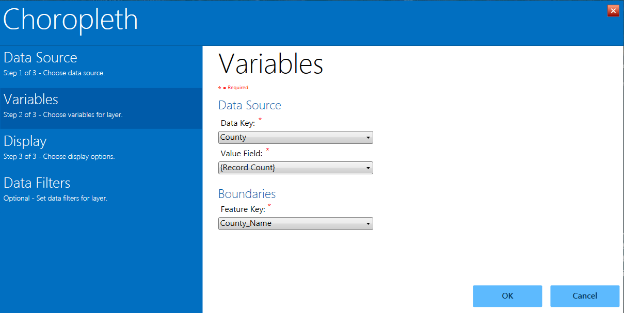 Choropleth
Data Source
Step 1 of 3 - Choose data source
Variables
Step 2 of 3 - Choose variables for layer.
Display
Step 3 of 3 - Choose display options.
Data Filters
Optional - Set data filters for layer.
Variables
* = Required
Data Source
Data Key: *
County
Value Field: *
(Record Count)
Boundaries
Feature Key: *
County_Name
OK
Cancel